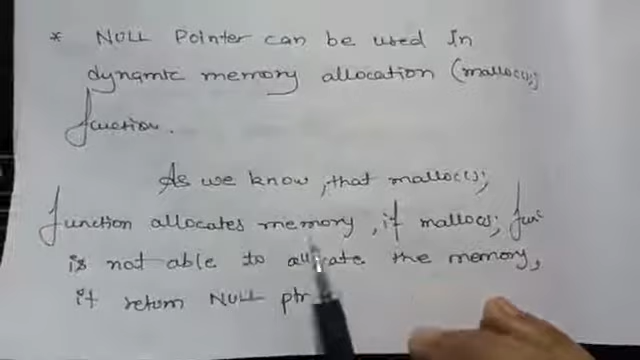 * NULL Pointer can be used In
dynamic memory allocation (malloc();
function.
As we know, that malloc();
function allocates memory, if malloc(); fun
is not able to allocate the memory,
it return NULL ptr